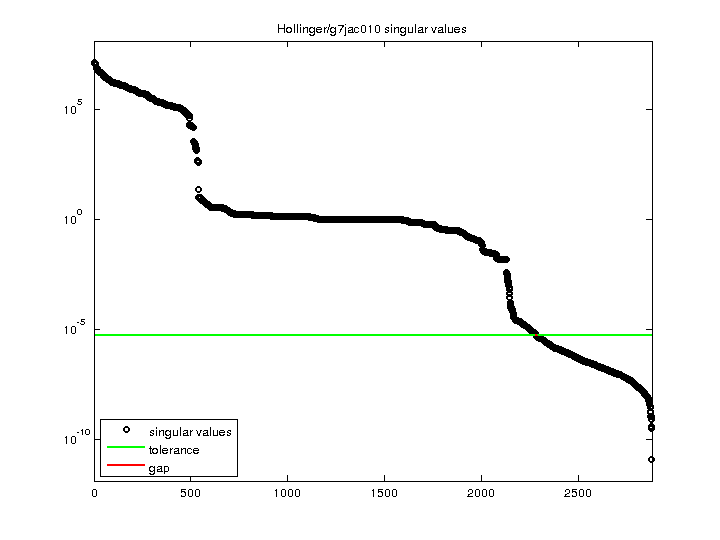 Hollinger/g7jac010 singular values
10^5
10^0
10^-5
10^-10
singular values
tolerance
gap
0 500 1000 1500 2000 2500